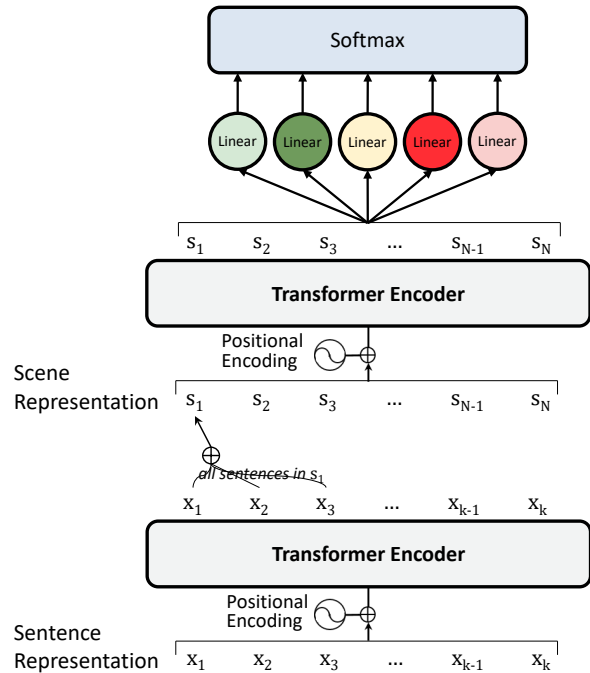 Softmax
Linear Linear Linear Linear Linear
s1 s2 s3 ... sN-1 sN
Transformer Encoder
Positional
Encoding
Scene
Representation
s1 s2 s3 ... sN-1 sN
all sentences in s1
x1 x2 x3 ... xk-1 xk
Transformer Encoder
Positional
Encoding
Sentence
Representation
x1 x2 x3 ... xk-1 xk